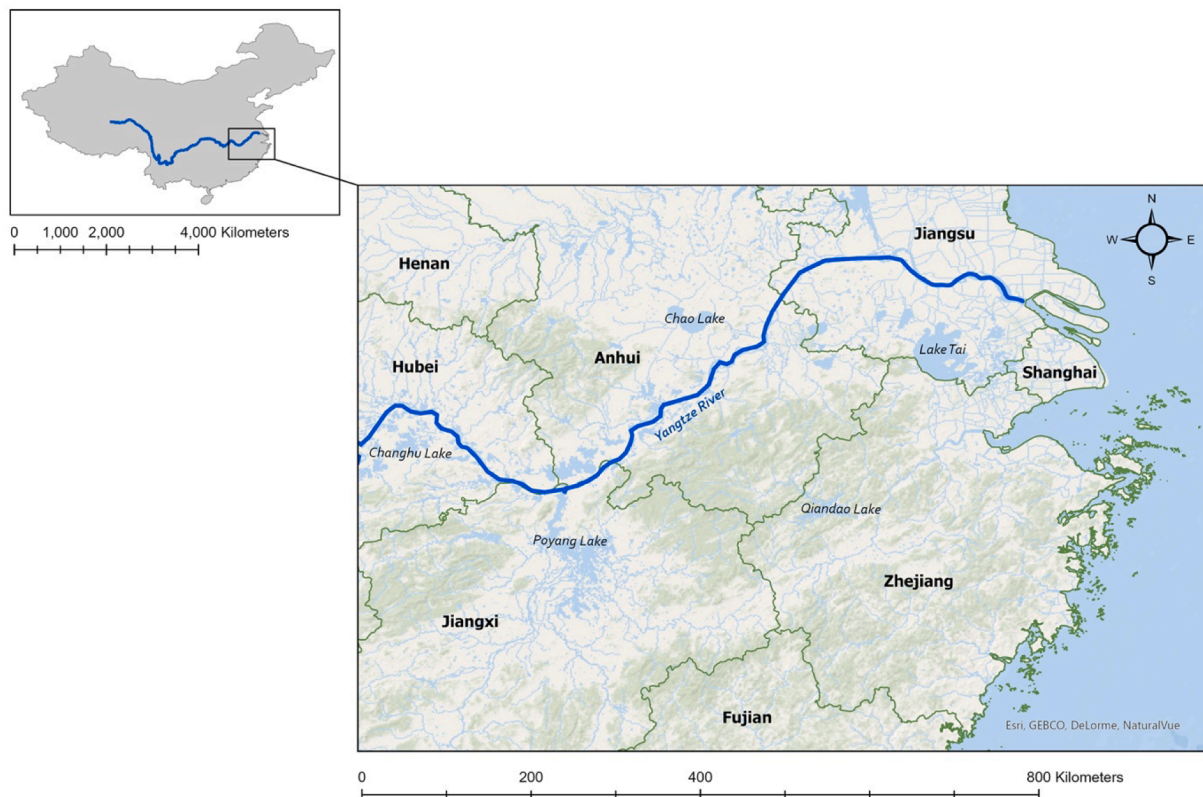 0 1,000 2,000 4,000 Kilometers
N
W E
S
Jiangsu
Henan
Chao Lake
Anhui
Lake Tai
Hubei
Shanghai
Yangtze River
Changhu Lake
Qiandao Lake
Poyang Lake
Zhejiang
Jiangxi
Fujian
Esri, GEBCO, DeLorme, NaturalVue
0 200 400 800 Kilometers